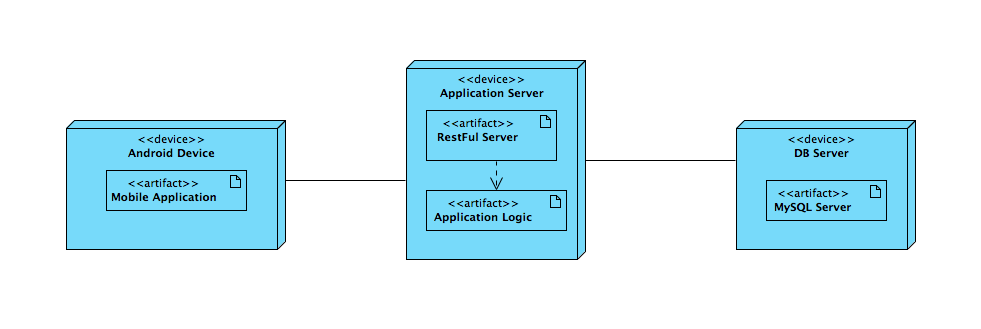 <<device>>
Android Device
<<artifact>>
Mobile Application
<<device>>
Application Server
<<artifact>>
RestFul Server
<<artifact>>
Application Logic
<<device>>
DB Server
<<artifact>>
MySQL Server